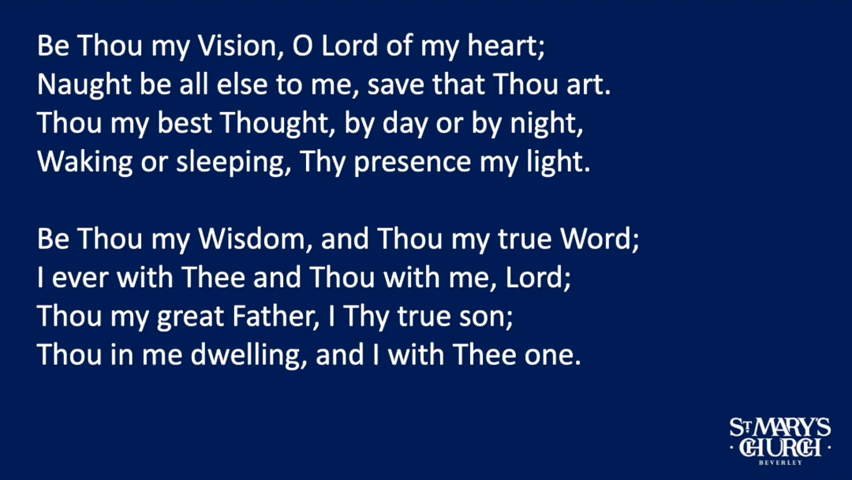 Be Thou my Vision, O Lord of my heart;
Naught be all else to me, save that Thou art.
Thou my best Thought, by day or by night,
Waking or sleeping, Thy presence my light.
Be Thou my Wisdom, and Thou my true Word;
I ever with Thee and Thou with me, Lord;
Thou my great Father, I Thy true son;
Thou in me dwelling, and I with Thee one.
ST MARY'S
· CHURCH ·
BEVERLEY